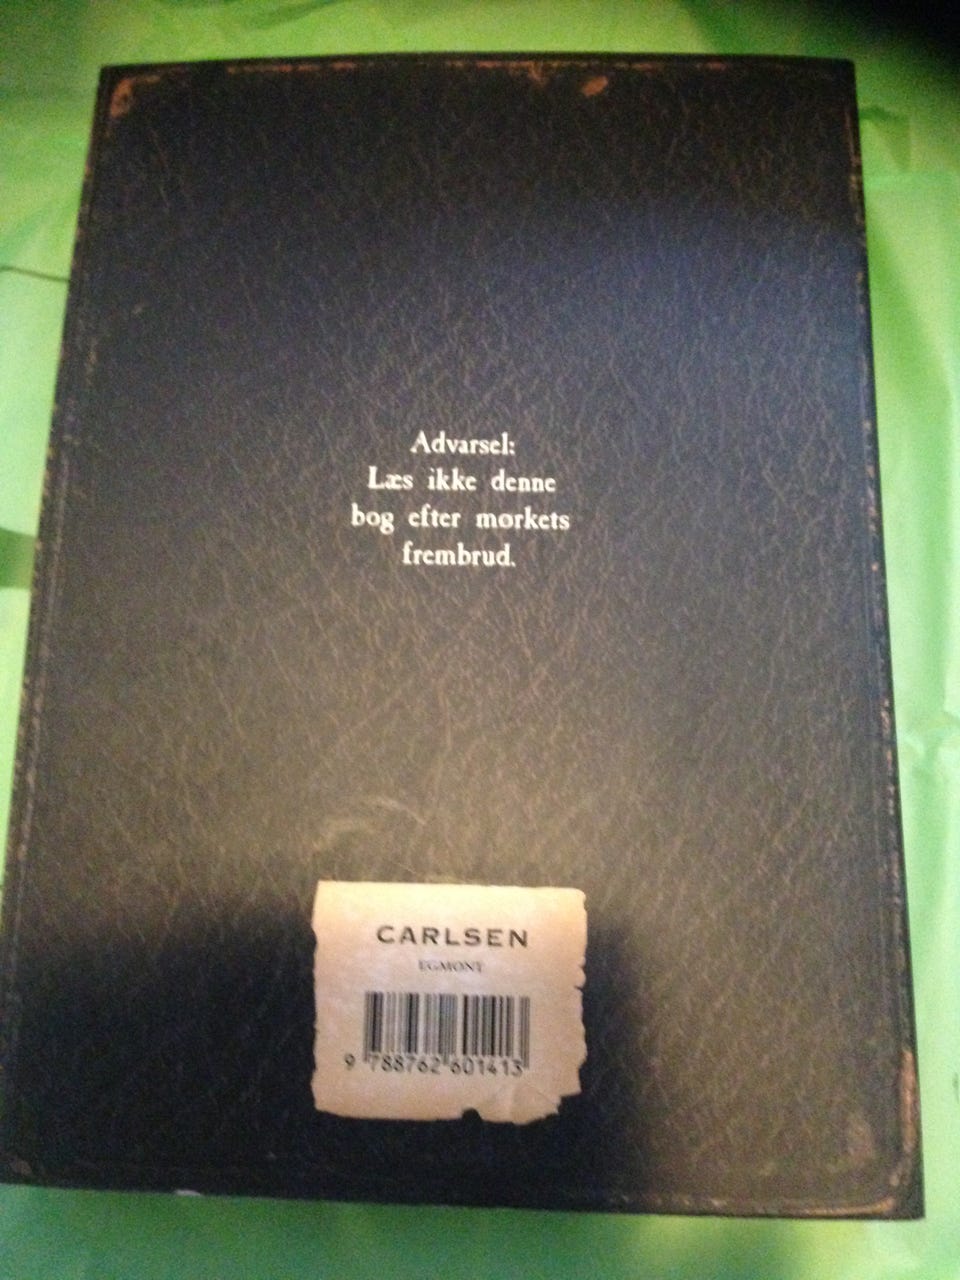 Advarsel:
Læs ikke denne
bog efter mørkets
frembrud.
CARLSEN
EGMONT
9 788762 601413